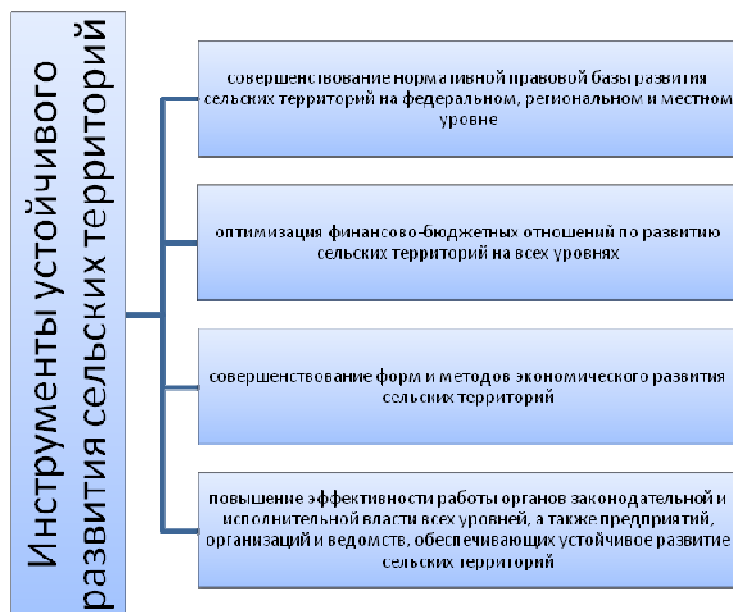 Инструменты устойчивого
развития сельских территорий
совершенствование нормативной правовой базы развития
сельских территорий на федеральном, региональном и местном
уровне
оптимизация финансово-бюджетных отношений по развитию
сельских территорий на всех уровнях
совершенствование форм и методов экономического развития
сельских территорий
повышение эффективности работы органов законодательной и
исполнительной власти всех уровней, а также предприятий,
организаций и ведомств, обеспечивающих устойчивое развитие
сельских территорий